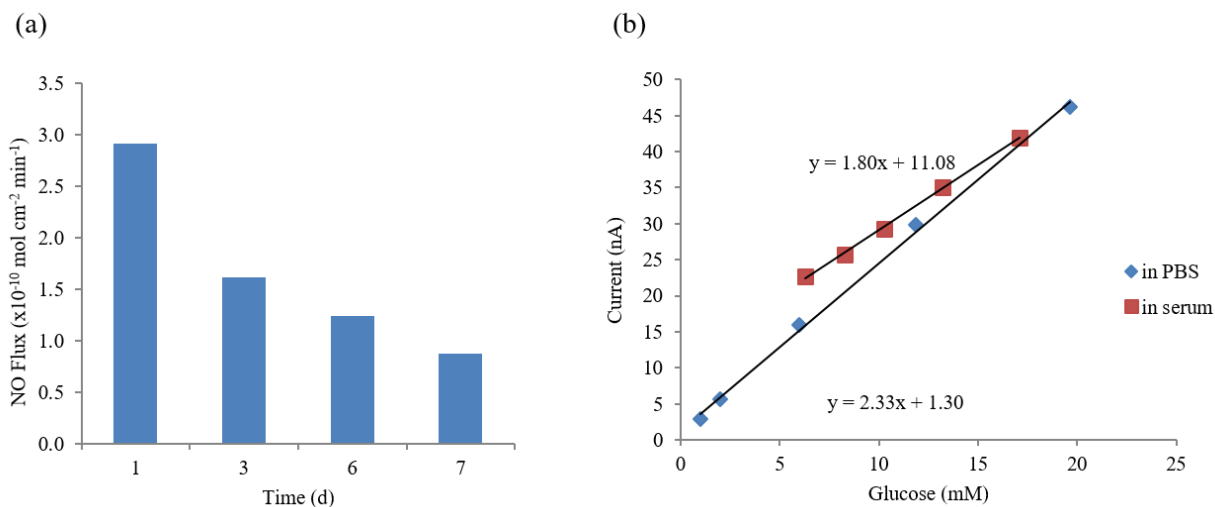 (a)
NO Flux (x10⁻¹⁰ mol cm⁻² min⁻¹)
3.5
3.0
2.5
2.0
1.5
1.0
0.5
0.0
1 3 6 7
Time (d)
(b)
Current (nA)
50
45
40
35
30
25
20
15
10
5
0
y = 1.80x + 11.08
y = 2.33x + 1.30
0 5 10 15 20 25
Glucose (mM)
in PBS
in serum